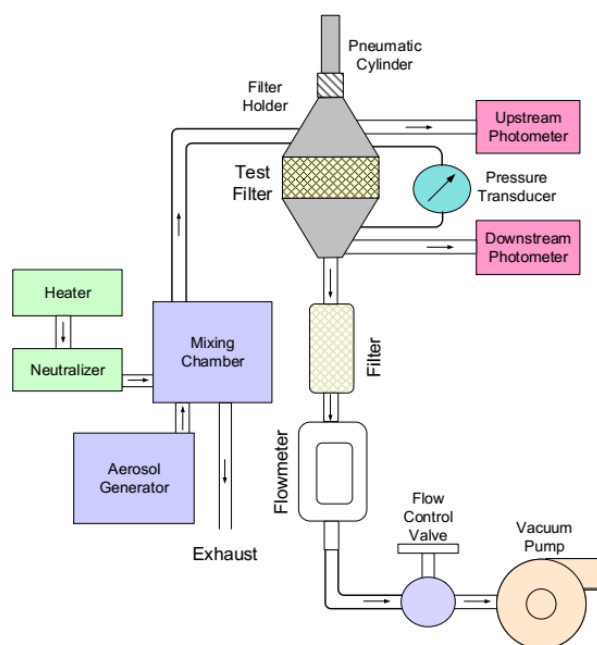 Pneumatic
Cylinder
Filter
Holder
Upstream
Photometer
Test
Filter
Pressure
Transducer
Downstream
Photometer
Heater
Neutralizer
Mixing
Chamber
Filter
Aerosol
Generator
Flowmeter
Exhaust
Flow
Control
Valve
Vacuum
Pump